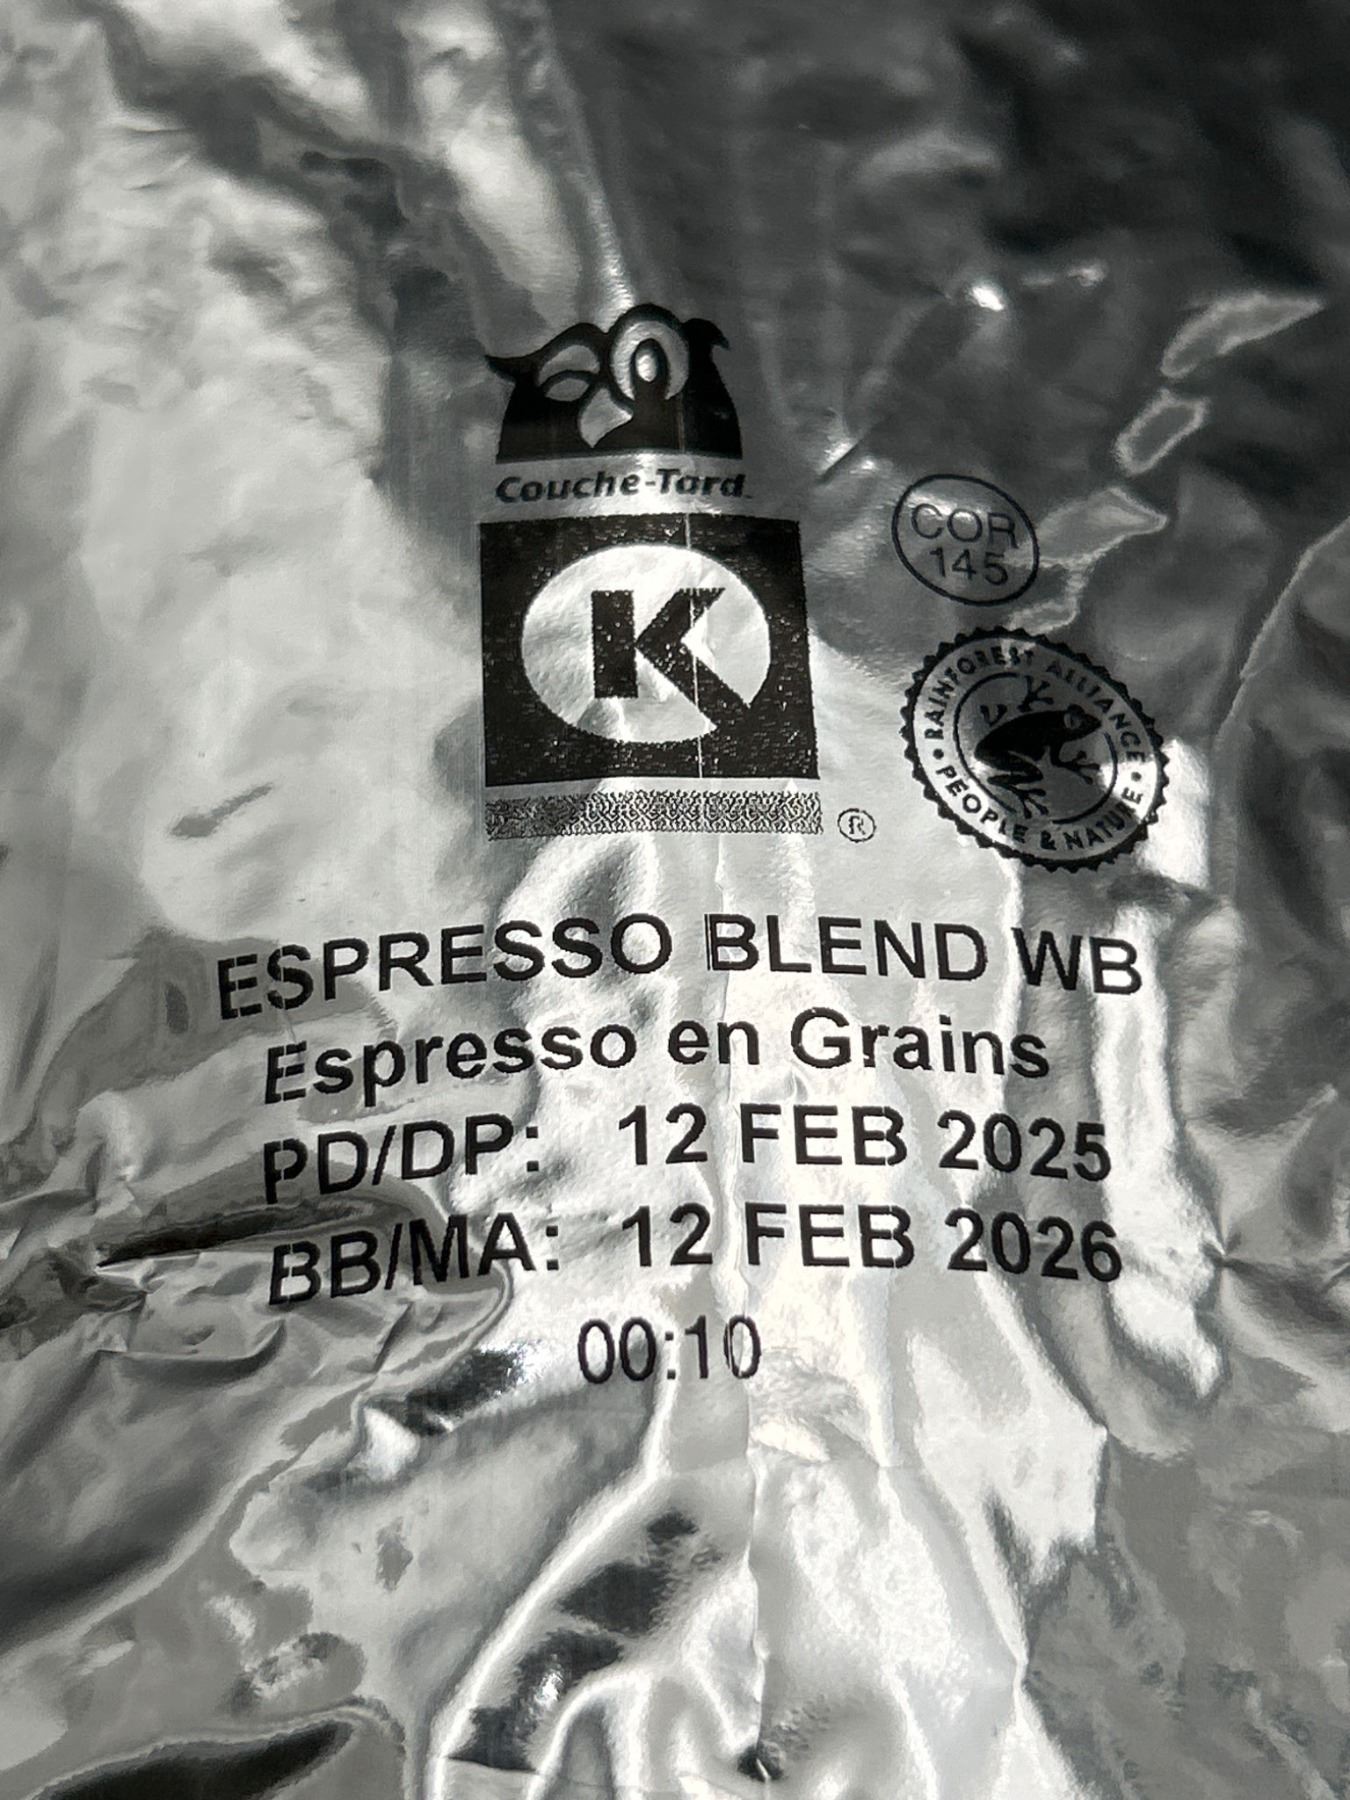 Couche-Tard
K
®
COR
145
RAINFOREST ALLIANCE
• PEOPLE & NATURE •
ESPRESSO BLEND WB
Espresso en Grains
PD/DP: 12 FEB 2025
BB/MA: 12 FEB 2026
00:10